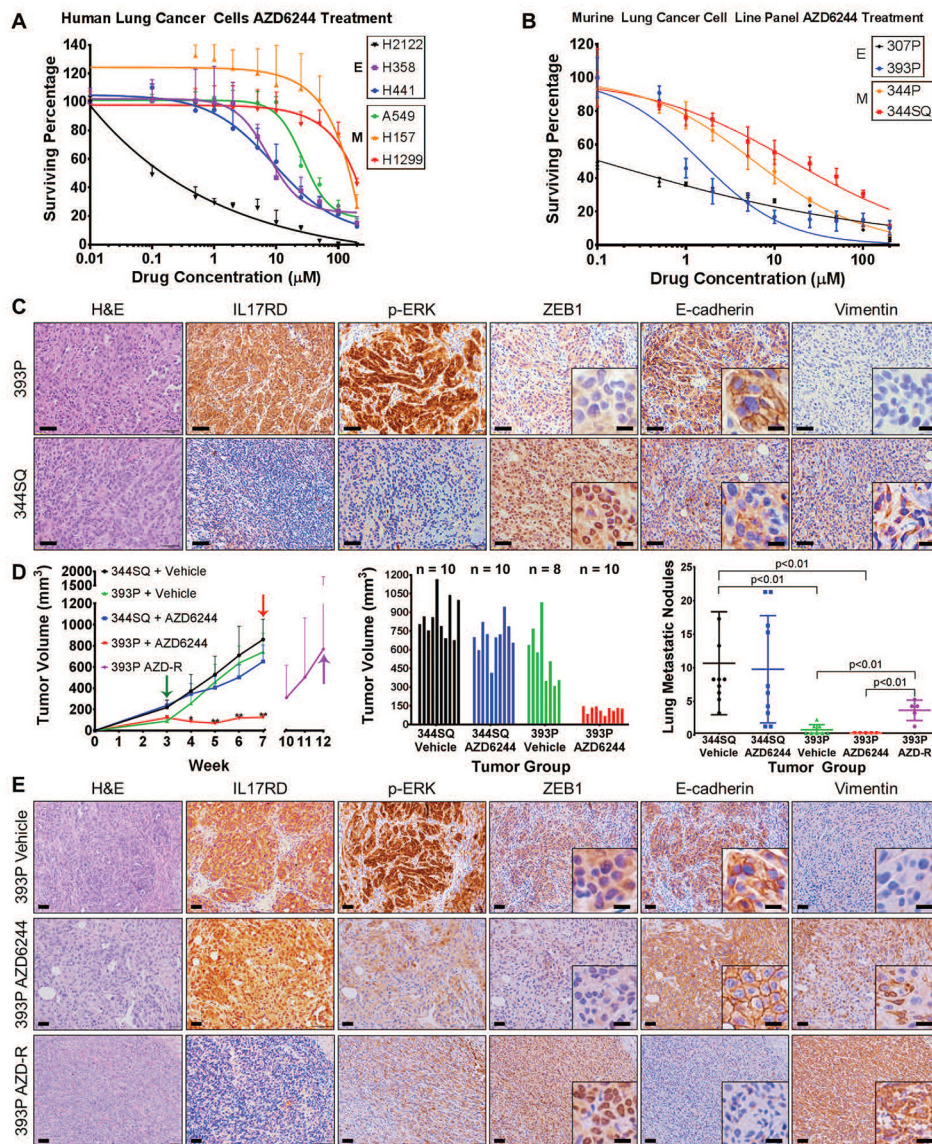 A
Human Lung Cancer Cells AZD6244 Treatment
Surviving Percentage
140
120
100
80
60
40
20
0
0.01 0.1 1 10 100
Drug Concentration (μM)
H2122
E H358
H441
A549
M H157
H1299
B
Murine Lung Cancer Cell Line Panel AZD6244 Treatment
Surviving Percentage
120
100
80
60
40
20
0
0.1 1 10 100
Drug Concentration (μM)
E 307P
393P
M 344P
344SQ
C
H&E IL17RD p-ERK ZEB1 E-cadherin Vimentin
393P
344SQ
D
Tumor Volume (mm³)
2000
1600
1200
1000
800
600
400
200
0
344SQ + Vehicle
393P + Vehicle
344SQ + AZD6244
393P + AZD6244
393P AZD-R
* ** ** **
0 1 2 3 4 5 6 7 10 11 12
Week
Tumor Volume (mm³)
1200
1050
900
750
600
450
300
150
0
n = 10 n = 10 n = 8 n = 10
344SQ 344SQ 393P 393P
Vehicle AZD6244 Vehicle AZD6244
Tumor Group
Lung Metastatic Nodules
25
20
15
10
5
0
p<0.01
p<0.01
p<0.01
p<0.01
344SQ 344SQ 393P 393P 393P
Vehicle AZD6244 Vehicle AZD6244 AZD-R
Tumor Group
E
H&E IL17RD p-ERK ZEB1 E-cadherin Vimentin
393P Vehicle
393P AZD6244
393P AZD-R